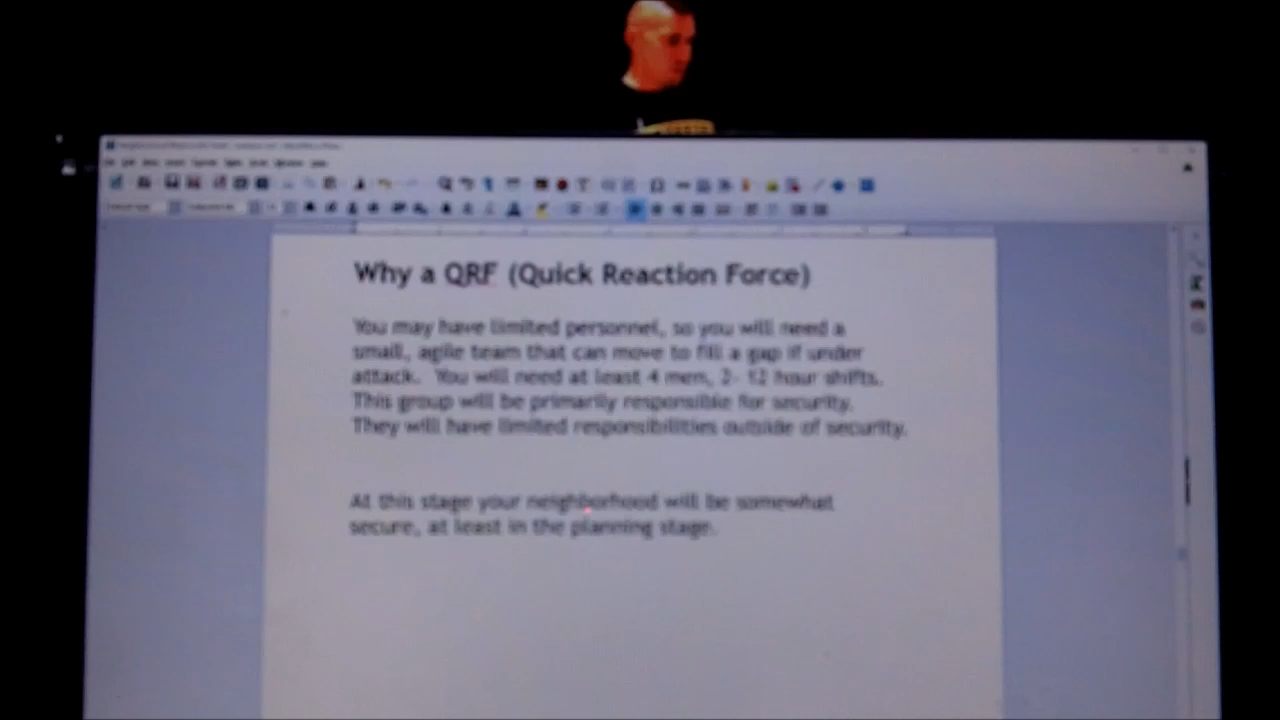 Why a QRF (Quick Reaction Force)
You may have limited personnel, so you will need a
small, agile team that can move to fill a gap if under
attack. You will need at least 4 men, 2- 12 hour shifts.
This group will be primarily responsible for security.
They will have limited responsibilities outside of security.
At this stage your neighborhood will be somewhat
secure, at least in the planning stage.